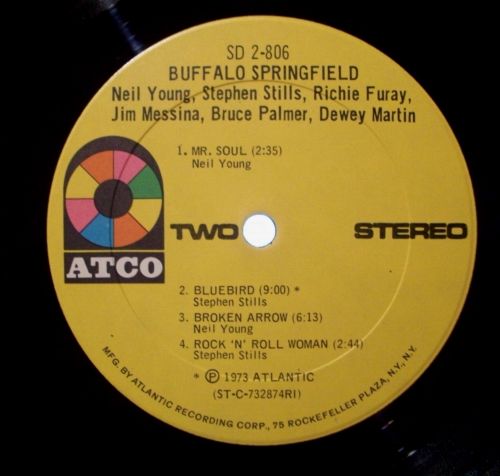 SD 2-806
BUFFALO SPRINGFIELD
Neil Young, Stephen Stills, Richie Furay,
Jim Messina, Bruce Palmer, Dewey Martin
1. MR. SOUL (2:35)
Neil Young
ATCO
TWO
STEREO
2. BLUEBIRD (9:00) *
Stephen Stills
3. BROKEN ARROW (6:13)
Neil Young
4. ROCK 'N' ROLL WOMAN (2:44)
Stephen Stills
* Ⓟ 1973 ATLANTIC
(ST-C-732874RI)
MFG. BY ATLANTIC RECORDING CORP., 75 ROCKEFELLER PLAZA, N.Y., N.Y.